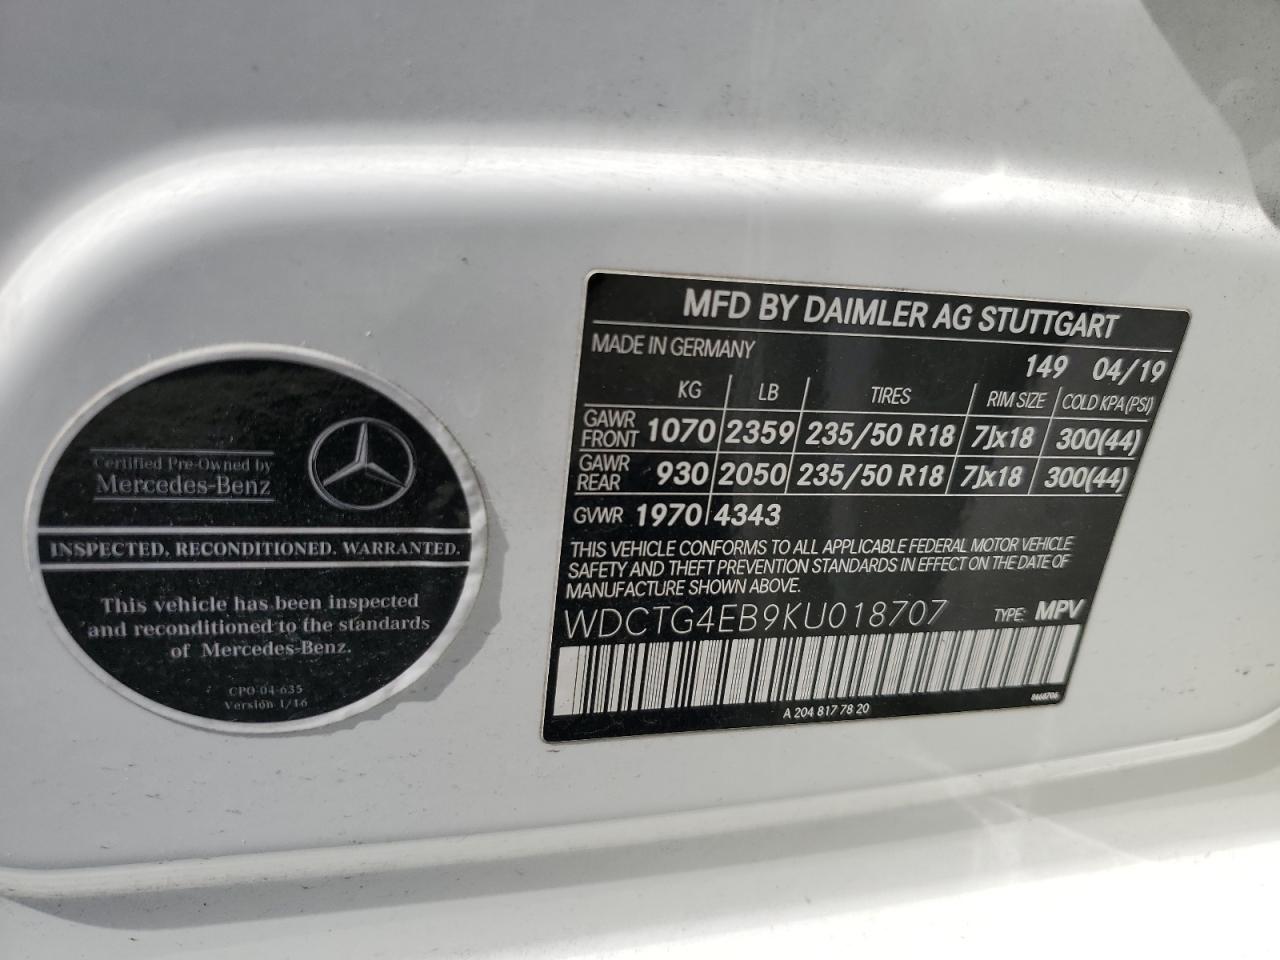 Certified Pre-Owned by
Mercedes-Benz
INSPECTED. RECONDITIONED. WARRANTED.
This vehicle has been inspected
and reconditioned to the standards
of Mercedes-Benz.
CPO-04-635
Version 1/16
MFD BY DAIMLER AG STUTTGART
MADE IN GERMANY
149 04/19
KG LB TIRES RIM SIZE COLD KPA (PSI)
GAWR FRONT 1070 2359 235/50 R18 7Jx18 300(44)
GAWR REAR 930 2050 235/50 R18 7Jx18 300(44)
GVWR 1970 4343
THIS VEHICLE CONFORMS TO ALL APPLICABLE FEDERAL MOTOR VEHICLE
SAFETY AND THEFT PREVENTION STANDARDS IN EFFECT ON THE DATE OF
MANUFACTURE SHOWN ABOVE.
WDCTG4EB9KU018707 TYPE: MPV
A 204 817 78 20